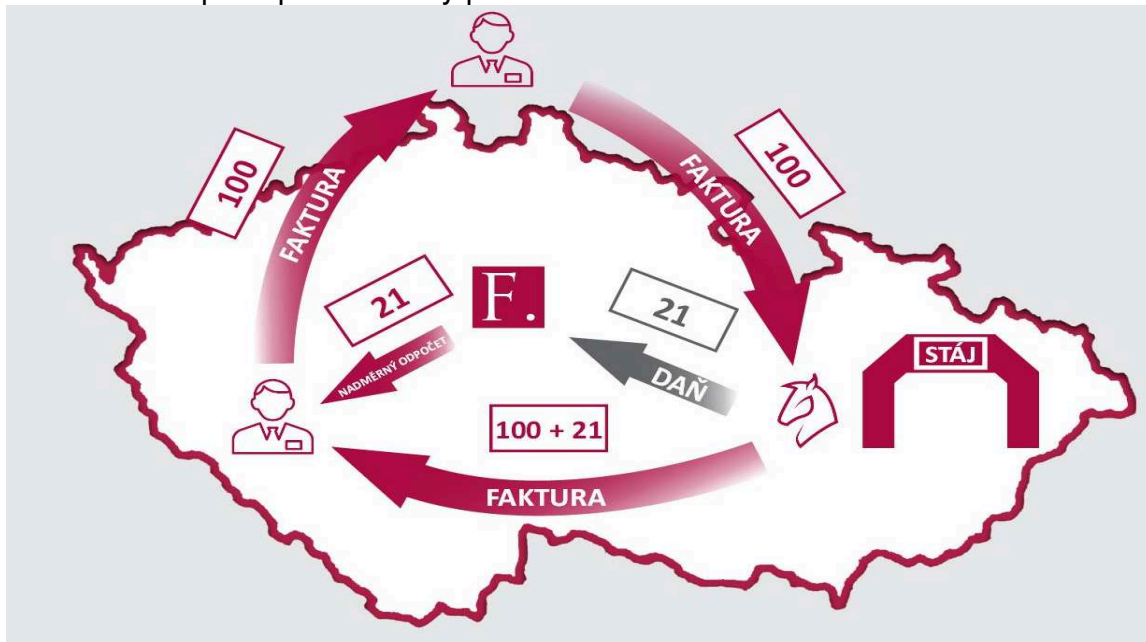 100
FAKTURA
100
FAKTURA
21
F.
21
NADMĚRNÝ ODPOČET
DAŇ
STÁJ
100 + 21
FAKTURA